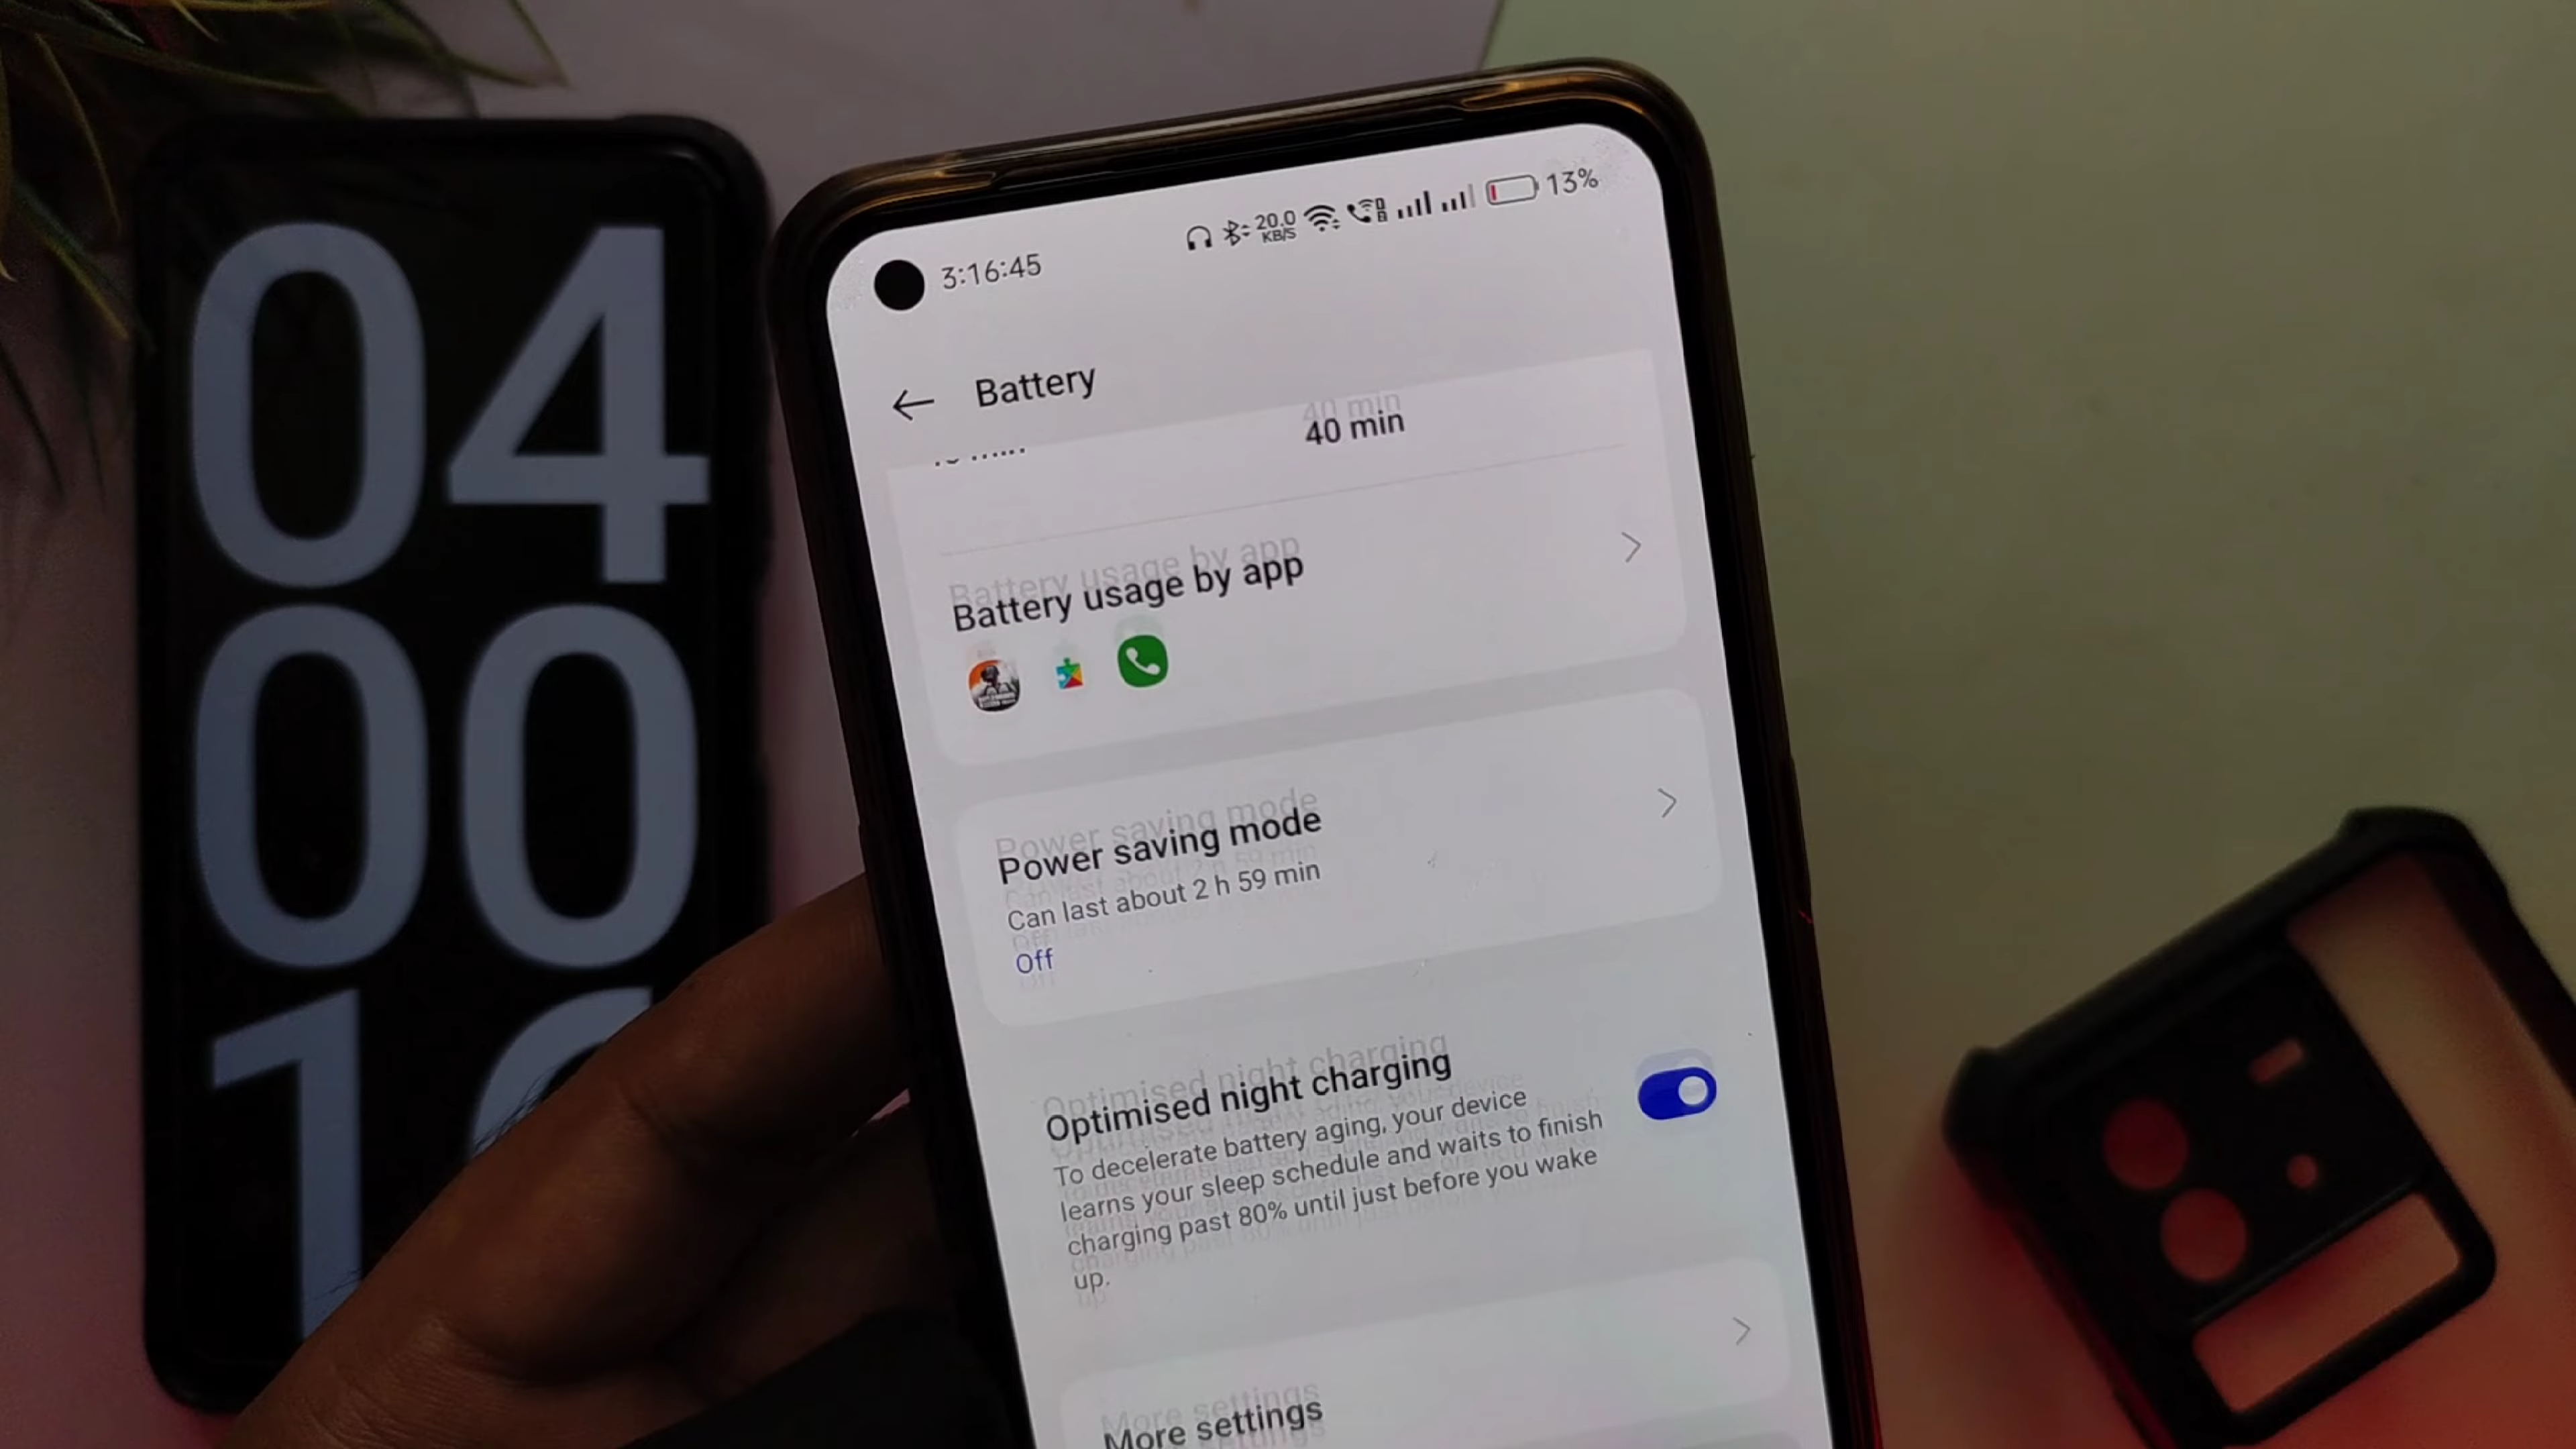 04
00
3:16:45
20.0
KB/S
13%
Battery
40 min
Battery usage by app
Power saving mode
Can last about 2 h 59 min
Off
Optimised night charging
To decelerate battery aging, your device
learns your sleep schedule and waits to finish
charging past 80% until just before you wake
up.
More settings